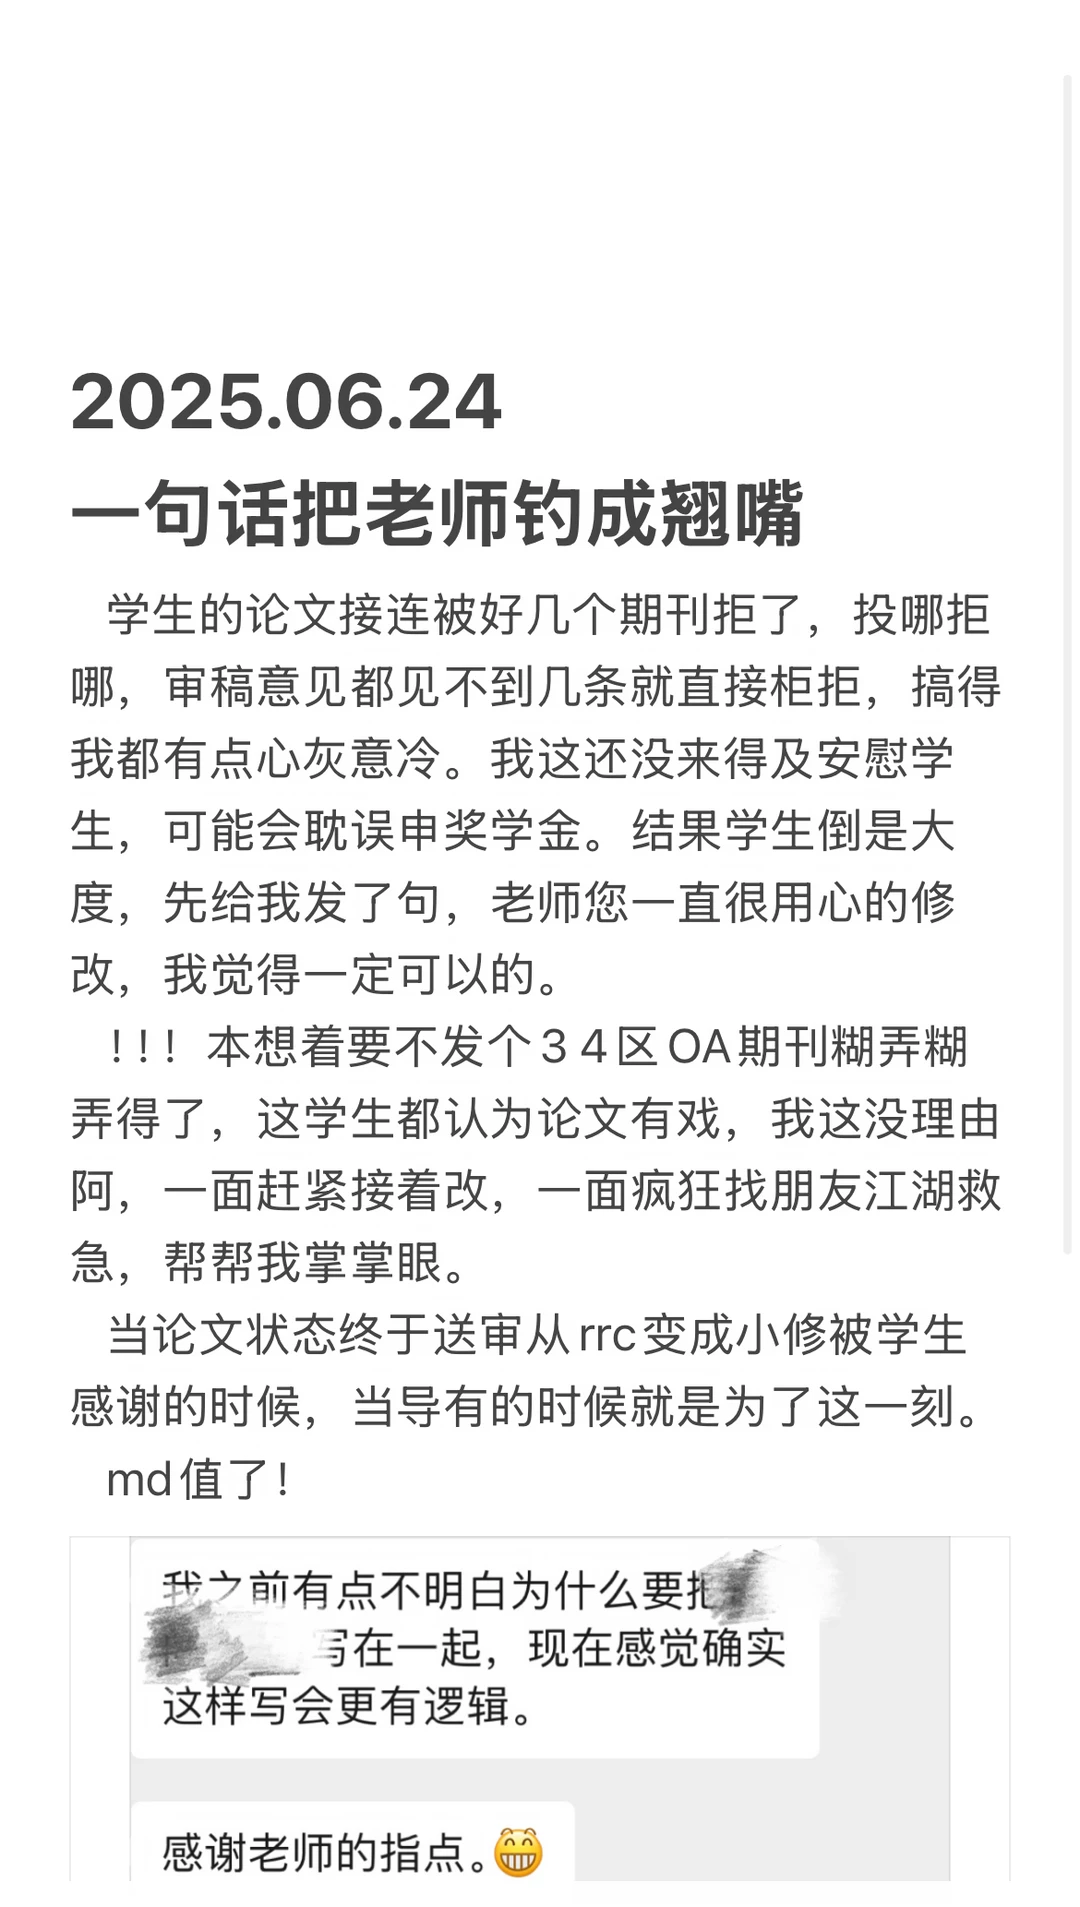 2025.06.24
一句话把老师钓成翘嘴
学生的论文接连被好几个期刊拒了，投哪拒
哪，审稿意见都见不到几条就直接柜拒，搞得
我都有点心灰意冷。我这还没来得及安慰学
生，可能会耽误申奖学金。结果学生倒是大
度，先给我发了句，老师您一直很用心的修
改，我觉得一定可以的。
！！！本想着要不发个3 4区OA期刊糊弄糊
弄得了，这学生都认为论文有戏，我这没理由
阿，一面赶紧接着改，一面疯狂找朋友江湖救
急，帮帮我掌掌眼。
当论文状态终于送审从rrc变成小修被学生
感谢的时候，当导有的时候就是为了这一刻。
md值了！
我之前有点不明白为什么要把
写在一起，现在感觉确实
这样写会更有逻辑。
感谢老师的指点。😁